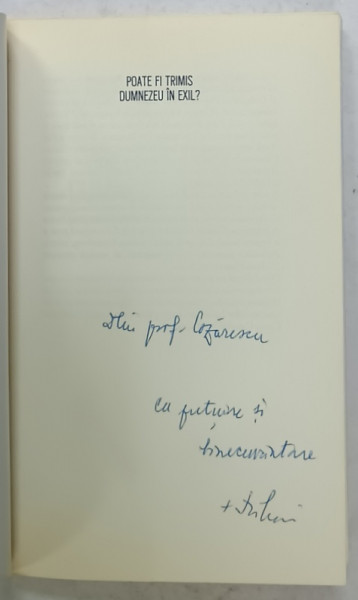 POATE FI TRIMIS
DUMNEZEU ÎN EXIL?
Dlui prof. Cozărescu
cu prețuire și
binecuvântare